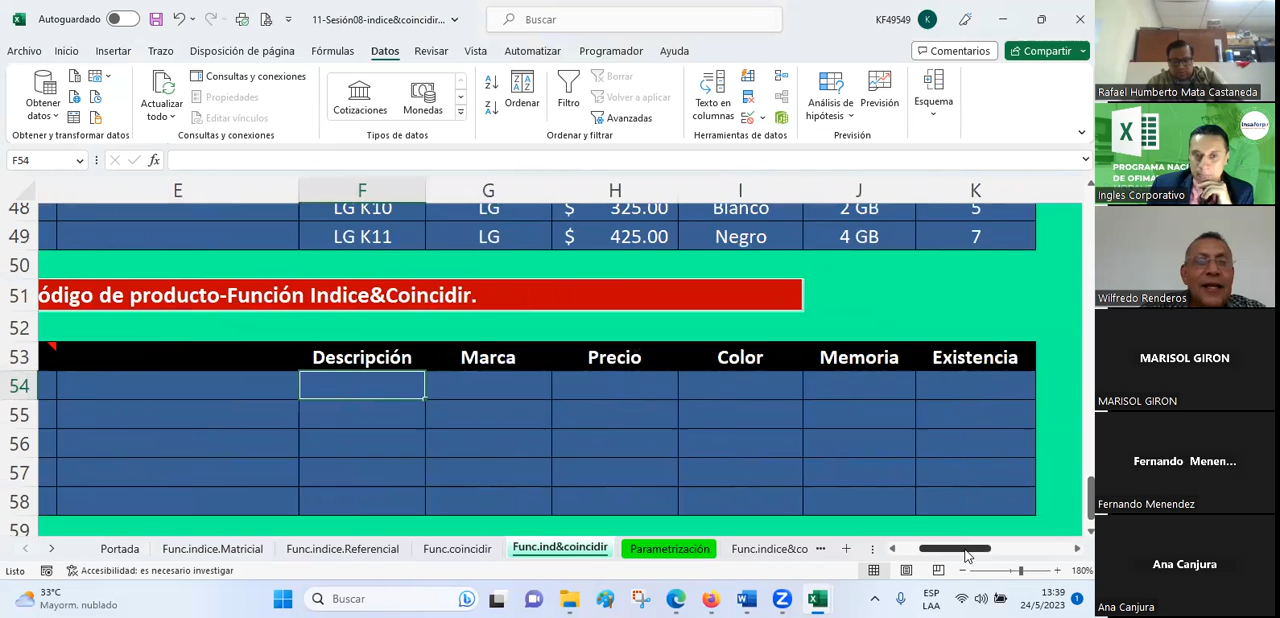 Autoguardado
11-Sesión08-indice&coincidir...
Buscar
KF49549
K
Archivo Inicio Insertar Trazo Disposición de página Fórmulas Datos Revisar Vista Automatizar Programador Ayuda
Comentarios
Compartir
Obtener datos
Obtener y transformar datos
Actualizar todo
Consultas y conexiones
Propiedades
Editar vínculos
Consultas y conexiones
Cotizaciones
Monedas
Tipos de datos
Ordenar
Filtro
Borrar
Volver a aplicar
Avanzadas
Ordenar y filtrar
Texto en columnas
Herramientas de datos
Análisis de hipótesis
Previsión
Previsión
Esquema
F54
fx
E F G H I J K
48 LG K10 LG $ 325.00 Blanco 2 GB 5
49 LG K11 LG $ 425.00 Negro 4 GB 7
50
51 ódigo de producto-Función Indice&Coincidir.
52
53 Descripción Marca Precio Color Memoria Existencia
54
55
56
57
58
59
Portada Func.indice.Matricial Func.indice.Referencial Func.coincidir Func.ind&coincidir Parametrización Func.indice&co ...
Listo
Accesibilidad: es necesario investigar
180%
33°C
Mayorm. nublado
Buscar
ESP
LAA
13:39
24/5/2023
1
Rafael Humberto Mata Castaneda
PROGRAMA NAC
DE OFIMA
Insaforp
Ingles Corporativo
Wilfredo Renderos
MARISOL GIRON
MARISOL GIRON
Fernando Menen...
Fernando Menendez
Ana Canjura
Ana Canjura